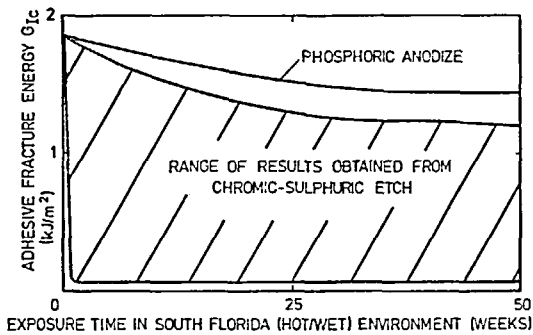 ADHESIVE FRACTURE ENERGY GIc
(kJ/m²)
2
1
0
PHOSPHORIC ANODIZE
RANGE OF RESULTS OBTAINED FROM
CHROMIC-SULPHURIC ETCH
0
25
50
EXPOSURE TIME IN SOUTH FLORIDA (HOT/WET) ENVIRONMENT (WEEKS)